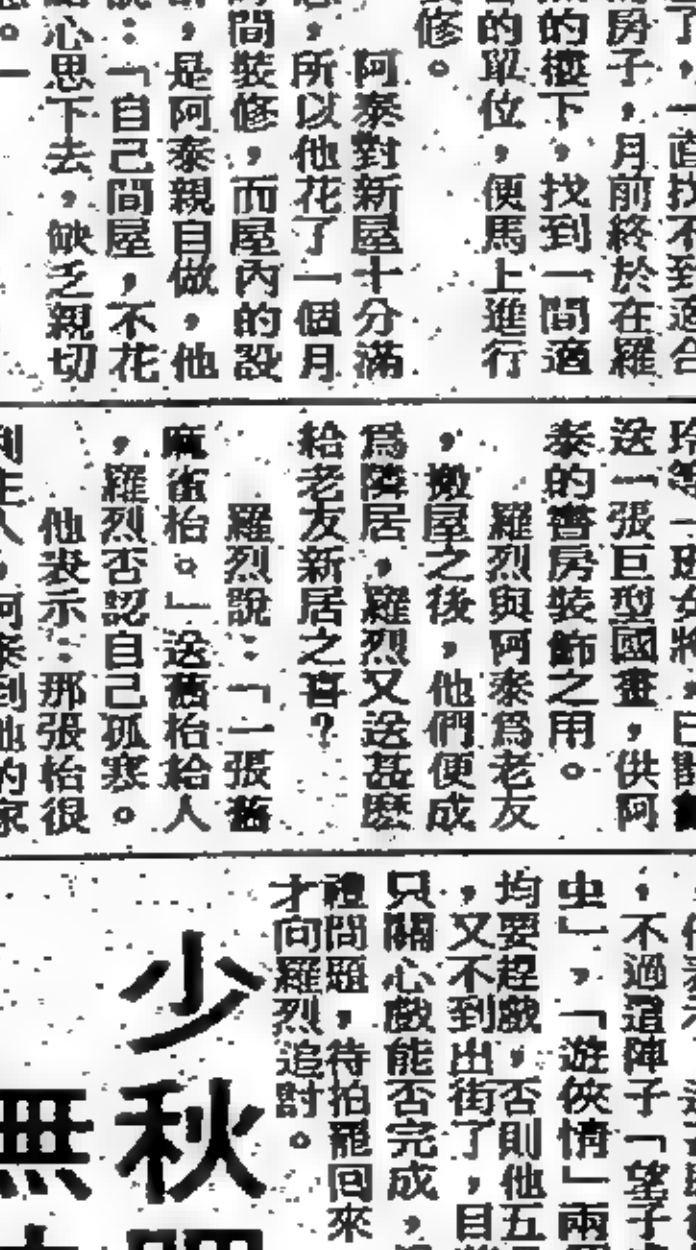 了，一直找不到適合
房子，月前終於在羅
的樓下，找到一間適
的單位，便馬上進行
修。
阿泰對新屋十分滿
，所以他花了一個月
間裝修，而屋內的設
，是阿泰親自做，他
：「自己間屋，不花
心思下去，缺乏親切
。一
送一張巨型國畫，供阿
泰的書房裝飾之用。
羅烈與阿泰爲老友
，搬屋之後，他們便成
爲隣居，羅烈又送甚麼
給老友新居之喜？
羅烈說：「一張舊
麻雀枱。」送舊枱給人
，羅烈否認自己孤寒。
他表示：那張枱很
到他的家
，不過這陣子「望子
虫」，「遊俠情」兩
均要趕戲，否則他五
，又不到出街了，目
只關心戲能否完成，
禮問題，待拍罷回來
才向羅烈追討。
少秋
無